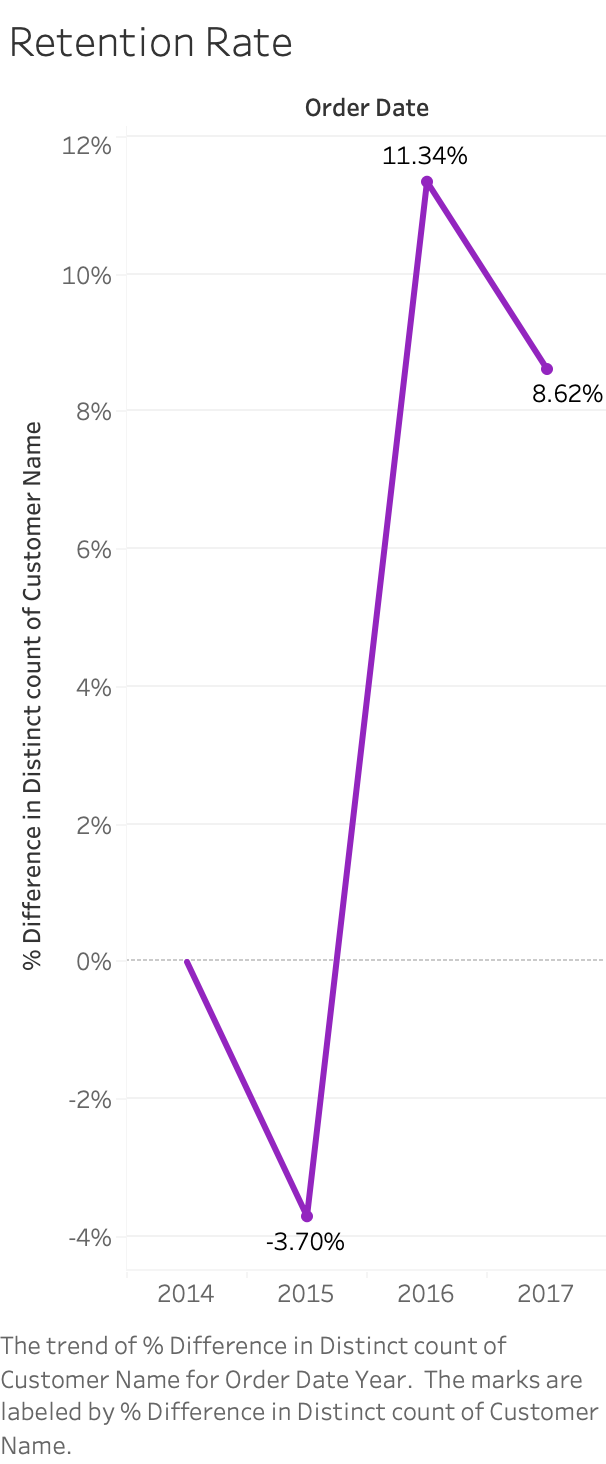 Retention Rate
Order Date
% Difference in Distinct count of Customer Name
12%
10%
8%
6%
4%
2%
0%
-2%
-4%
11.34%
8.62%
-3.70%
2014 2015 2016 2017
The trend of % Difference in Distinct count of
Customer Name for Order Date Year.  The marks are
labeled by % Difference in Distinct count of Customer
Name.